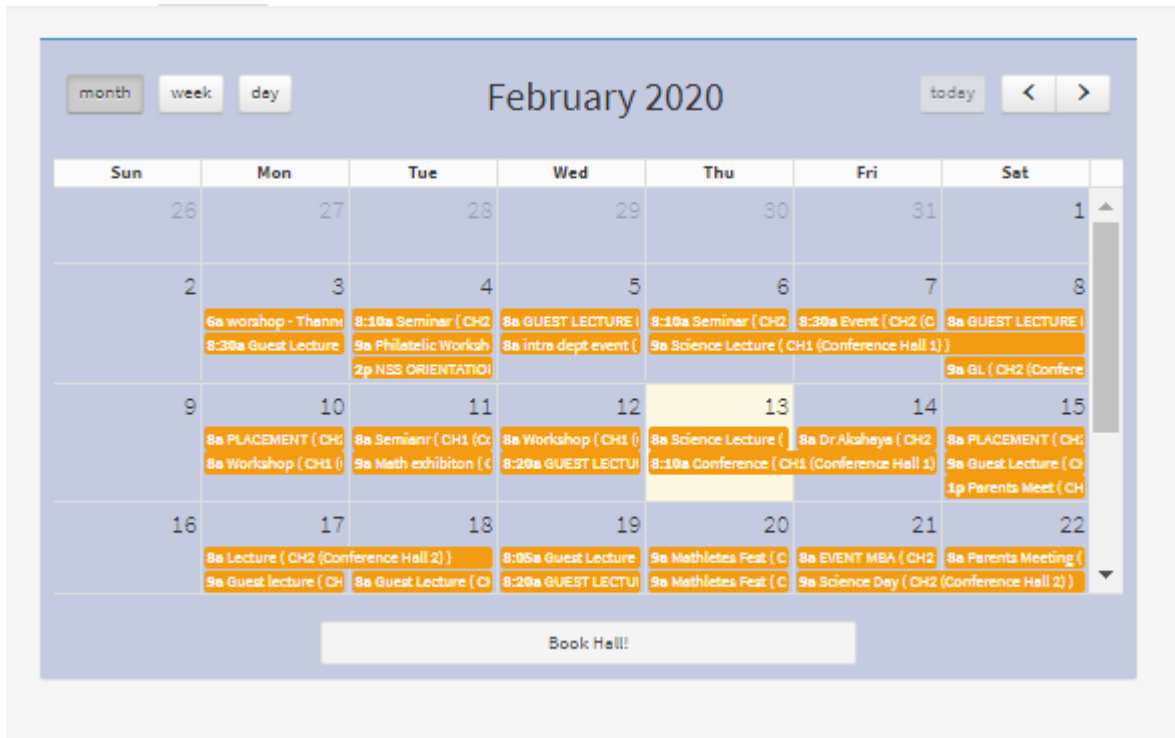 month week day February 2020 today < >
Sun Mon Tue Wed Thu Fri Sat
26 27 28 29 30 31 1
2 3 4 5 6 7 8
6a worshop - Thanne 8:10a Seminar ( CH2 8a GUEST LECTURE ( 8:10a Seminar ( CH2 8:30a Event ( CH2 (C 8a GUEST LECTURE (
8:30a Guest Lecture 9a Philatelic Worksh 8a intra dept event ( 9a Science Lecture ( CH1 (Conference Hall 1) )
2p NSS ORIENTATIO 9a GL ( CH2 (Confere
9 10 11 12 13 14 15
8a PLACEMENT ( CH2 8a Semianr ( CH1 (Co 8a Workshop ( CH1 ( 8a Science Lecture ( 8a Dr Akshaya ( CH2 8a PLACEMENT ( CH2
8a Workshop ( CH1 ( 9a Math exhibiton ( C 8:20a GUEST LECTU 8:10a Conference ( CH1 (Conference Hall 1) 9a Guest Lecture ( CH
1p Parents Meet ( CH
16 17 18 19 20 21 22
8a Lecture ( CH2 (Conference Hall 2) ) 8:05a Guest Lecture 9a Mathletes Fest ( C 8a EVENT MBA ( CH2 8a Parents Meeting (
9a Guest lecture ( CH 8a Guest Lecture ( CH 8:20a GUEST LECTU 9a Mathletes Fest ( C 9a Science Day ( CH2 (Conference Hall 2) )
Book Hall!